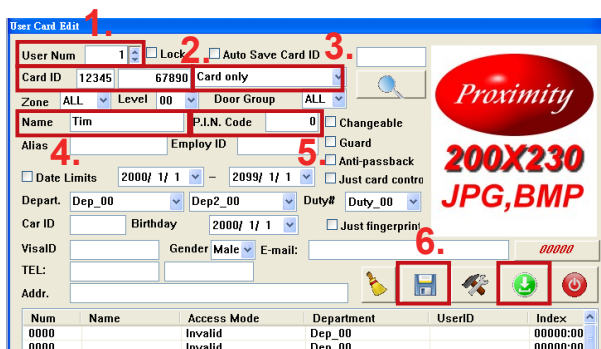 1.
User Card Edit
User Num 1 Lock 2. Auto Save Card ID 3.
Card ID 12345 67890 Card only
Zone ALL Level 00 Door Group ALL
Name Tim P.I.N. Code 0 Changeable
Alias 4. Employ ID 5. Guard
Anti-passback
Date Limits 2000/ 1/ 1 – 2099/ 1/ 1 Just card contro
Depart. Dep_00 Dep2_00 Duty# Duty_00
Car ID Birthday 2000/ 1/ 1 Just fingerprint
VisaID Gender Male E-mail: 6. 00000
TEL:
Addr.
Proximity
200X230
JPG,BMP
Num Name Access Mode Department UserID Index
0000 Invalid Dep_00 00000:00
0000 Invalid Dep_00 00000:00